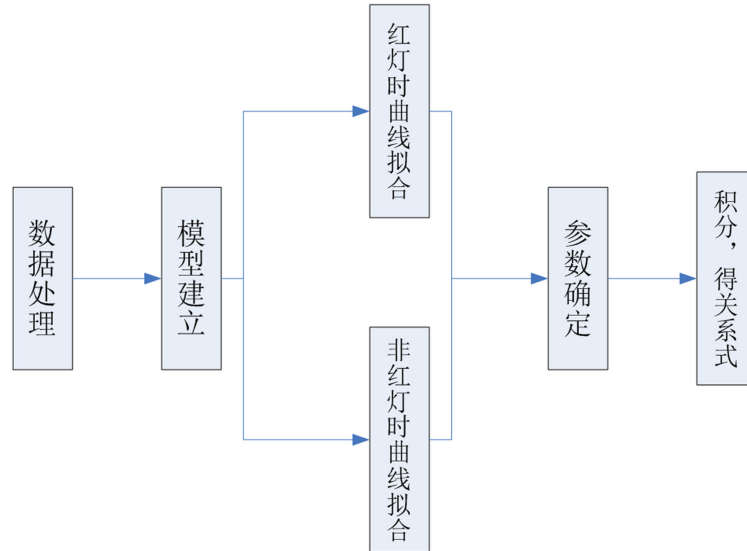 数据处理
模型建立
红灯时曲线拟合
非红灯时曲线拟合
参数确定
积分，得关系式